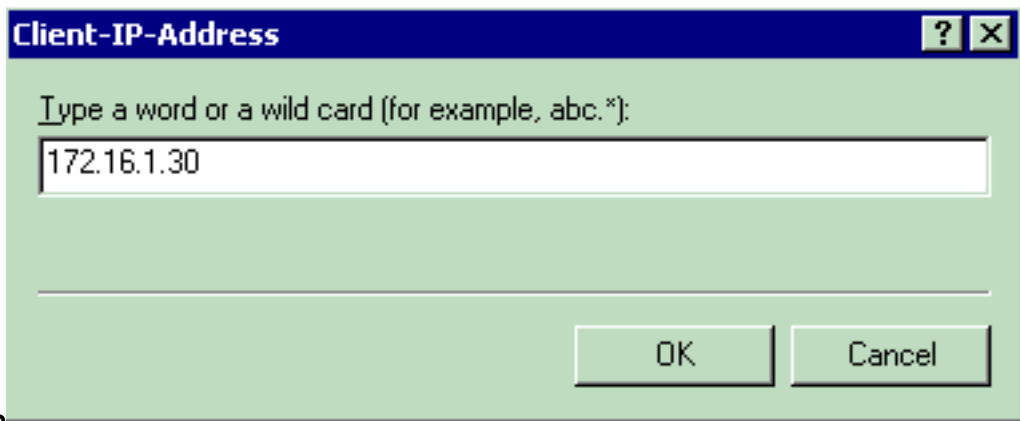 Client-IP-Address
Type a word or a wild card (for example, abc.*):
172.16.1.30
OK Cancel